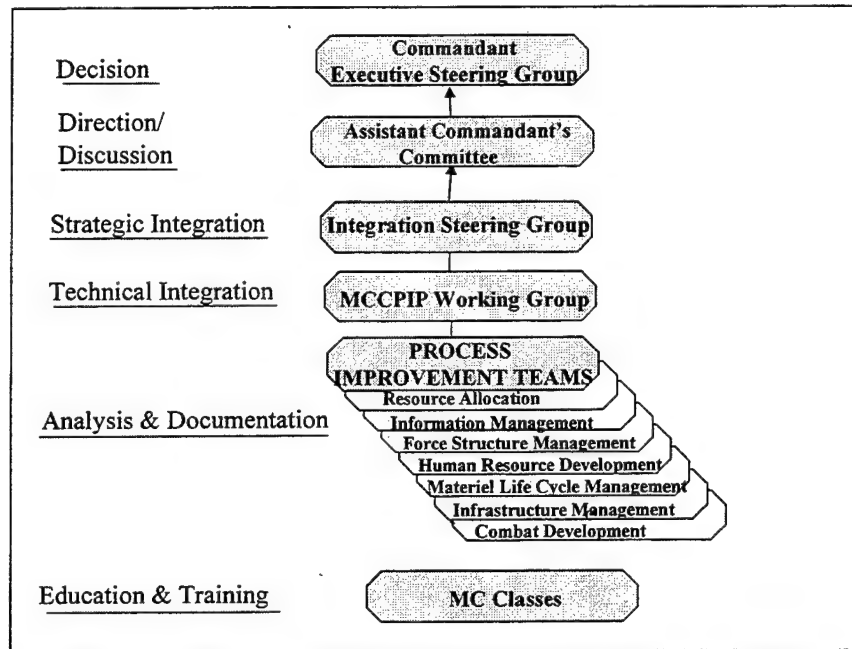 Decision
Commandant
Executive Steering Group
Direction/
Discussion
Assistant Commandant's
Committee
Strategic Integration
Integration Steering Group
Technical Integration
MCCPIP Working Group
Analysis & Documentation
PROCESS
IMPROVEMENT TEAMS
Resource Allocation
Information Management
Force Structure Management
Human Resource Development
Materiel Life Cycle Management
Infrastructure Management
Combat Development
Education & Training
MC Classes